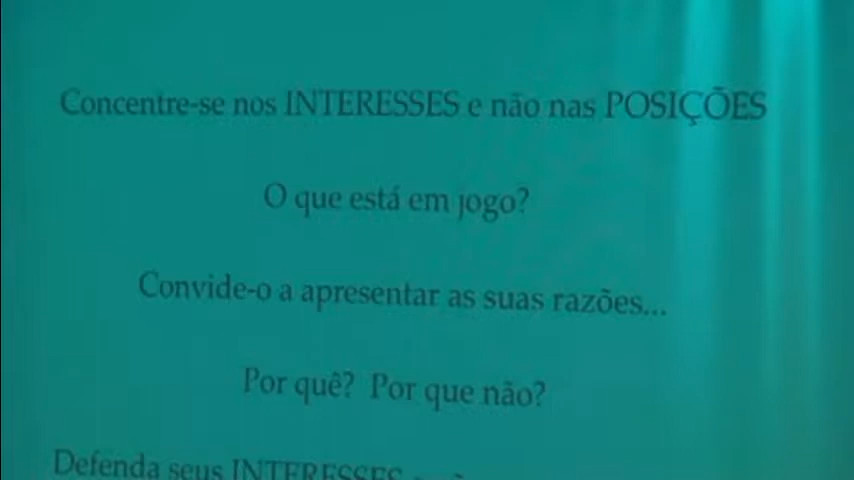 Concentre-se nos INTERESSES e não nas POSIÇÕES
O que está em jogo?
Convide-o a apresentar as suas razões...
Por quê? Por que não?
Defenda seus INTERESSES